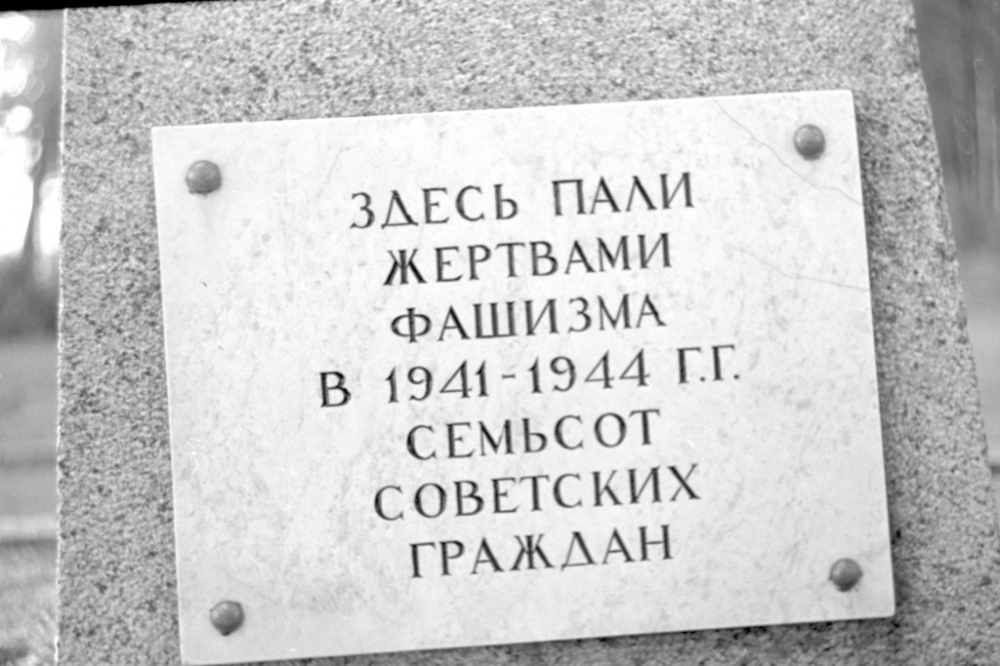 ЗДЕСЬ ПАЛИ
ЖЕРТВАМИ
ФАШИЗМА
В 1941-1944 Г.Г.
СЕМЬСОТ
СОВЕТСКИХ
ГРАЖДАН